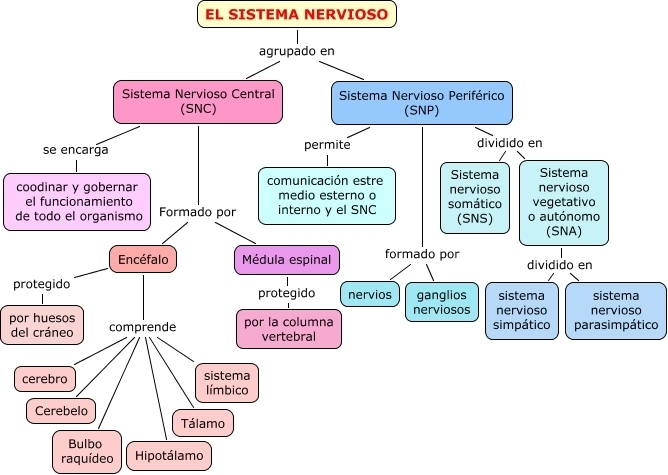 EL SISTEMA NERVIOSO
agrupado en
Sistema Nervioso Central
(SNC)
Sistema Nervioso Periférico
(SNP)
se encarga
coodinar y gobernar
el funcionamiento
de todo el organismo
Formado por
Encéfalo
protegido
por huesos
del cráneo
comprende
cerebro
Cerebelo
Bulbo
raquídeo
Hipotálamo
Tálamo
sistema
límbico
Médula espinal
protegido
por la columna
vertebral
permite
comunicación estre
medio esterno o
interno y el SNC
formado por
nervios
ganglios
nerviosos
dividido en
Sistema
nervioso
somático
(SNS)
Sistema
nervioso
vegetativo
o autónomo
(SNA)
dividido en
sistema
nervioso
simpático
sistema
nervioso
parasimpático